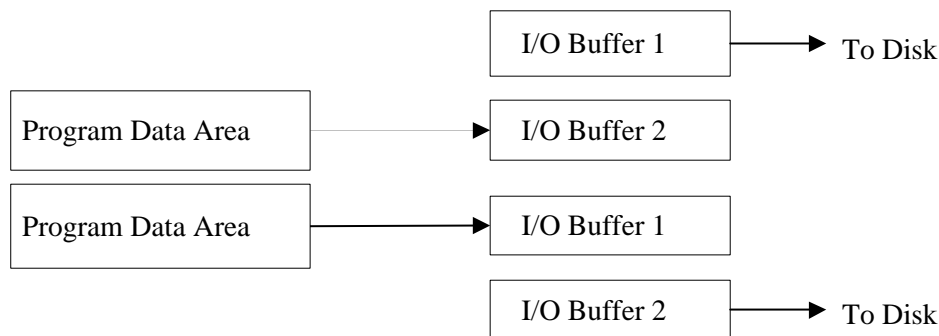 I/O Buffer 1
To Disk
Program Data Area
I/O Buffer 2
Program Data Area
I/O Buffer 1
I/O Buffer 2
To Disk